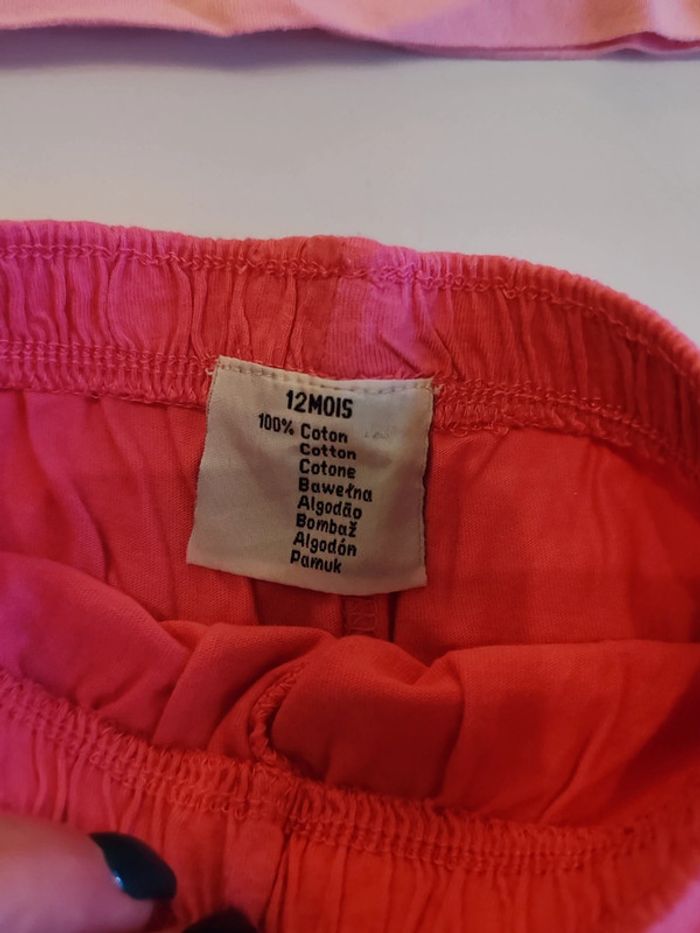 12MOIS
100% Coton
Cotton
Cotone
Bawełna
Algodão
Bombaž
Algodón
Pamuk